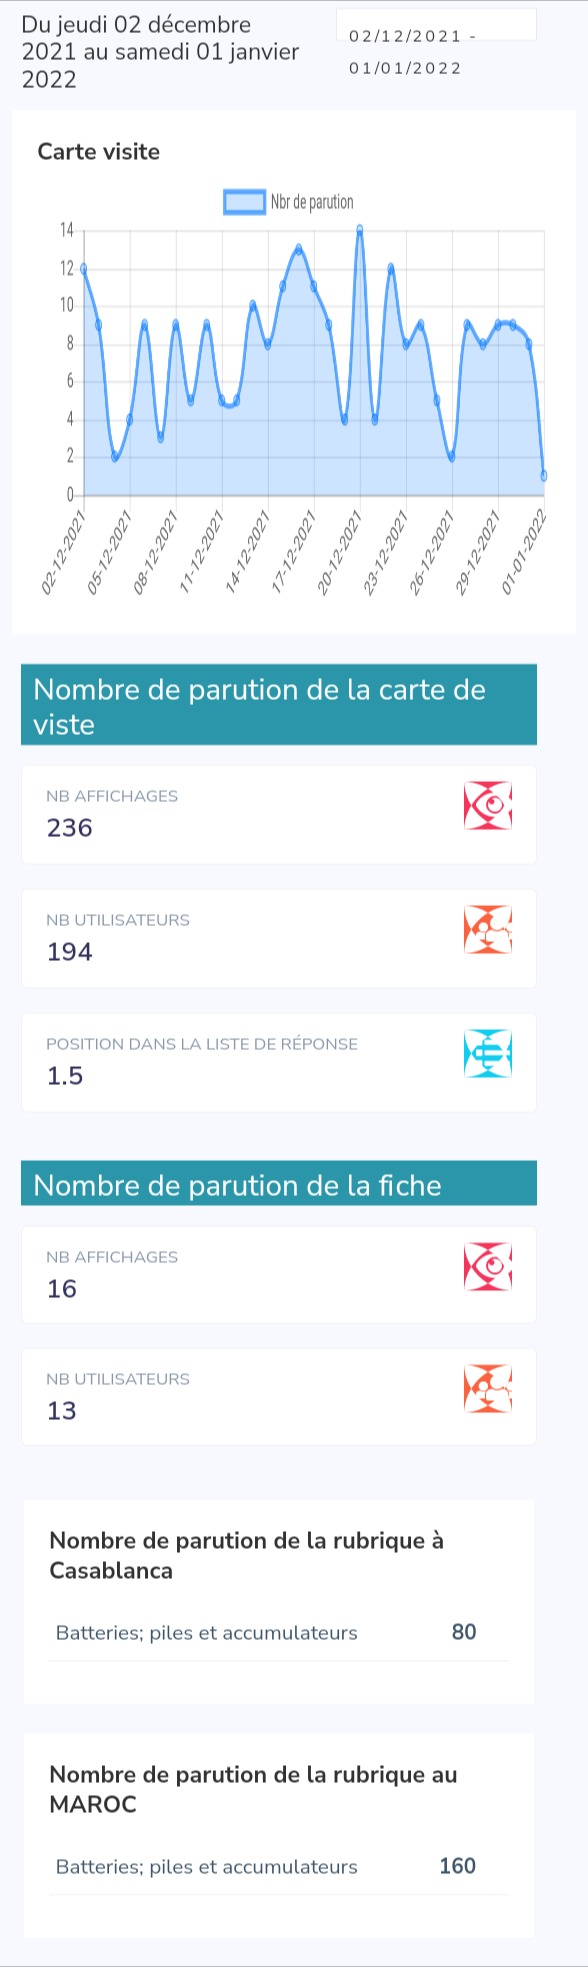 Du jeudi 02 décembre
2021 au samedi 01 janvier
2022
02/12/2021 -
01/01/2022
Carte visite
Nbr de parution
14
12
10
8
6
4
2
0
02-12-2021
05-12-2021
08-12-2021
11-12-2021
14-12-2021
17-12-2021
20-12-2021
23-12-2021
26-12-2021
29-12-2021
01-01-2022
Nombre de parution de la carte de
viste
NB AFFICHAGES
236
NB UTILISATEURS
194
POSITION DANS LA LISTE DE RÉPONSE
1.5
Nombre de parution de la fiche
NB AFFICHAGES
16
NB UTILISATEURS
13
Nombre de parution de la rubrique à
Casablanca
Batteries; piles et accumulateurs 80
Nombre de parution de la rubrique au
MAROC
Batteries; piles et accumulateurs 160